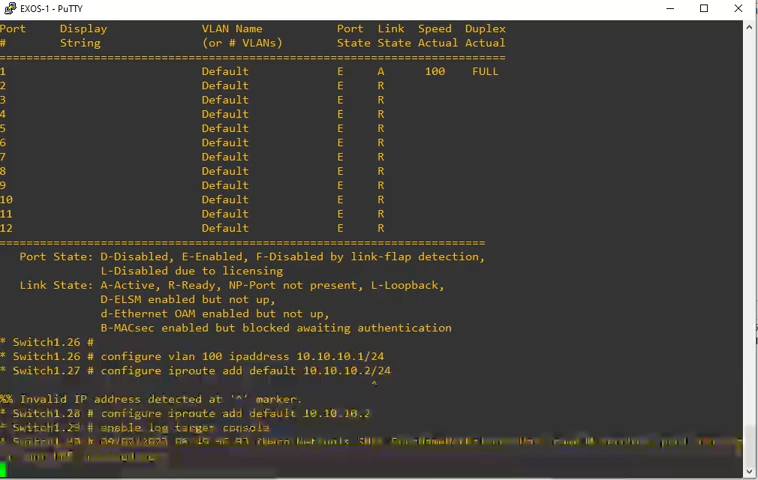 EXOS-1 - PuTTY
Port Display VLAN Name Port Link Speed Duplex
# String (or # VLANs) State State Actual Actual
==================================================================================
1 Default E A 100 FULL
2 Default E R
3 Default E R
4 Default E R
5 Default E R
6 Default E R
7 Default E R
8 Default E R
9 Default E R
10 Default E R
11 Default E R
12 Default E R
==================================================================================
Port State: D-Disabled, E-Enabled, F-Disabled by link-flap detection,
L-Disabled due to licensing
Link State: A-Active, R-Ready, NP-Port not present, L-Loopback,
D-ELSM enabled but not up,
d-Ethernet OAM enabled but not up,
B-MACsec enabled but blocked awaiting authentication
* Switch1.26 #
* Switch1.26 # configure vlan 100 ipaddress 10.10.10.1/24
* Switch1.27 # configure iproute add default 10.10.10.2/24
^
%% Invalid IP address detected at '^' marker.
* Switch1.28 # configure iproute add default 10.10.10.2
* Switch1.29 # enable log target console